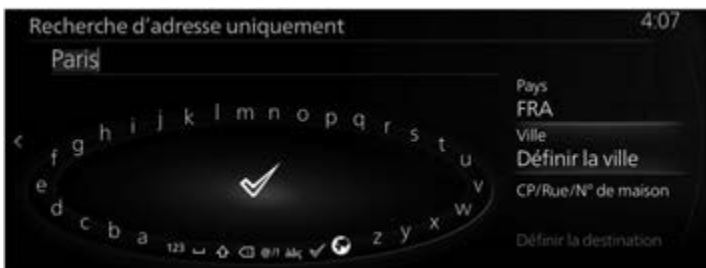 Recherche d'adresse uniquement
4:07
Paris
Pays
FRA
Ville
Définir la ville
CP/Rue/N° de maison
Définir la destination
a b c d e f g h i j k l m n o p q r s t u v w x y z
123 @/!